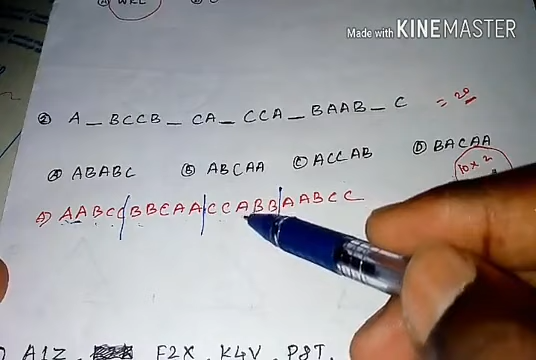 Made with KINEMASTER
Ⓐ WRL
② A _ BCCB _ CA _ CCA _ BAAB _ C = 20
Ⓐ ABABC Ⓑ ABCAA Ⓒ ACCAB Ⓓ BACAA
10 × 2
A) AABCC BBCAA CCABB AABCC
A1Z, F2X, K4V, P8T,